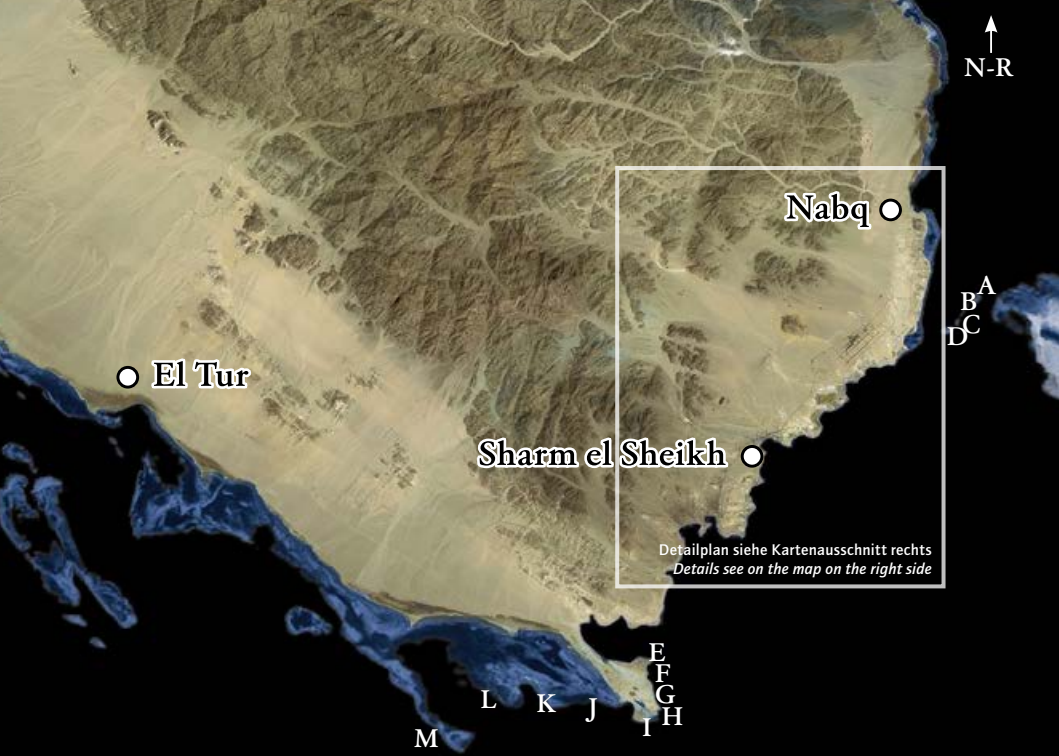 N-R
Nabq
A
B
C
D
El Tur
Sharm el Sheikh
Detailplan siehe Kartenausschnitt rechts
Details see on the map on the right side
E
F
G
H
I
J
K
L
M